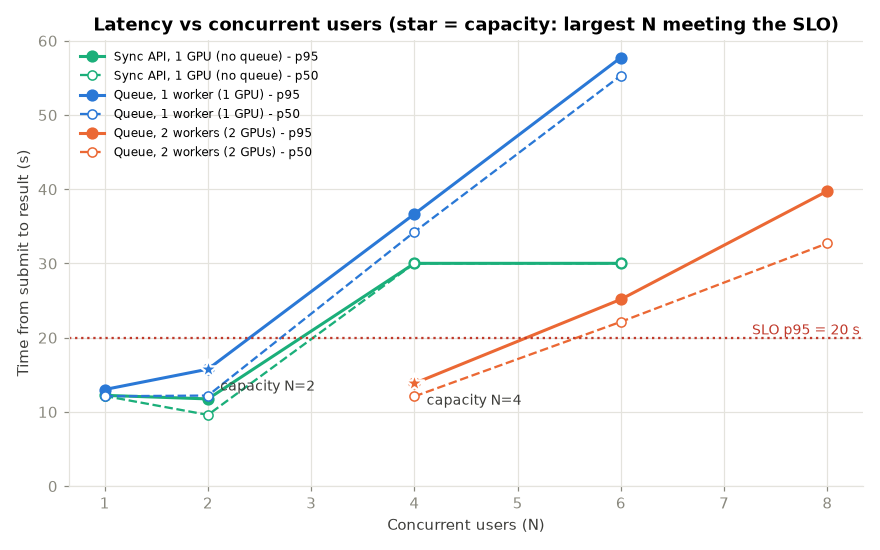 Latency vs concurrent users (star = capacity: largest N meeting the SLO)
Sync API, 1 GPU (no queue) - p95
Sync API, 1 GPU (no queue) - p50
Queue, 1 worker (1 GPU) - p95
Queue, 1 worker (1 GPU) - p50
Queue, 2 workers (2 GPUs) - p95
Queue, 2 workers (2 GPUs) - p50
Time from submit to result (s)
60
50
40
30
20
10
0
SLO p95 = 20 s
capacity N=2
capacity N=4
1 2 3 4 5 6 7 8
Concurrent users (N)